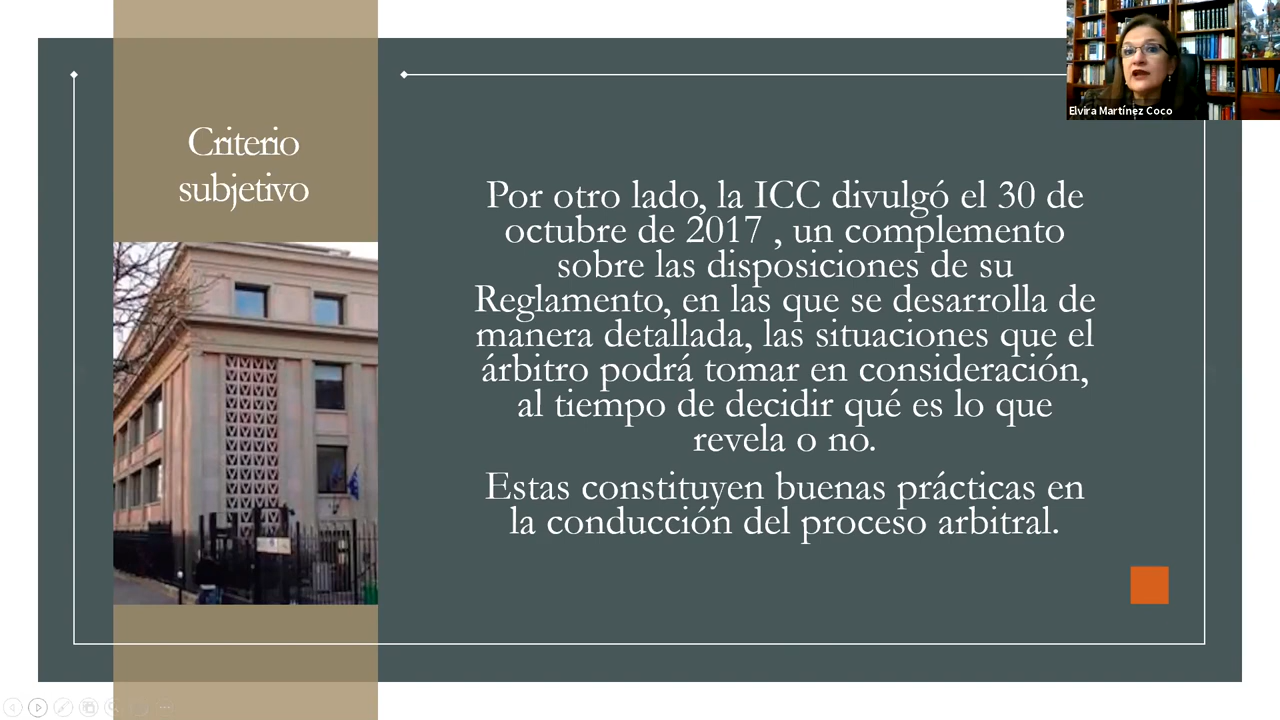 Criterio
subjetivo
Elvira Martínez Coco
Por otro lado, la ICC divulgó el 30 de
octubre de 2017 , un complemento
sobre las disposiciones de su
Reglamento, en las que se desarrolla de
manera detallada, las situaciones que el
árbitro podrá tomar en consideración,
al tiempo de decidir qué es lo que
revela o no.
Estas constituyen buenas prácticas en
la conducción del proceso arbitral.